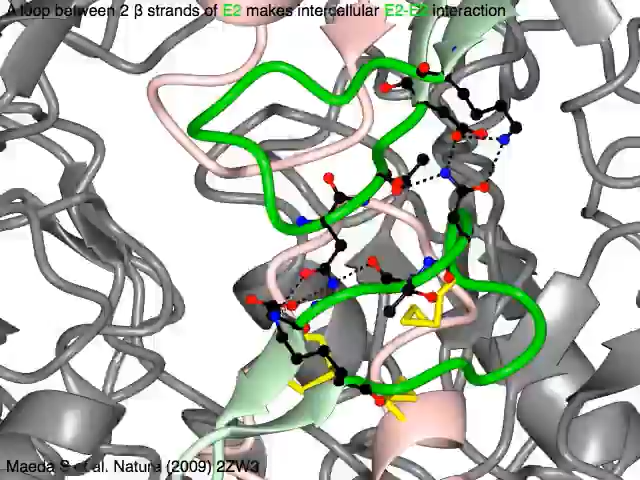 A loop between 2 β strands of E2 makes intercellular E2-E2 interaction
Maeda S et al. Nature (2009) 2ZW3